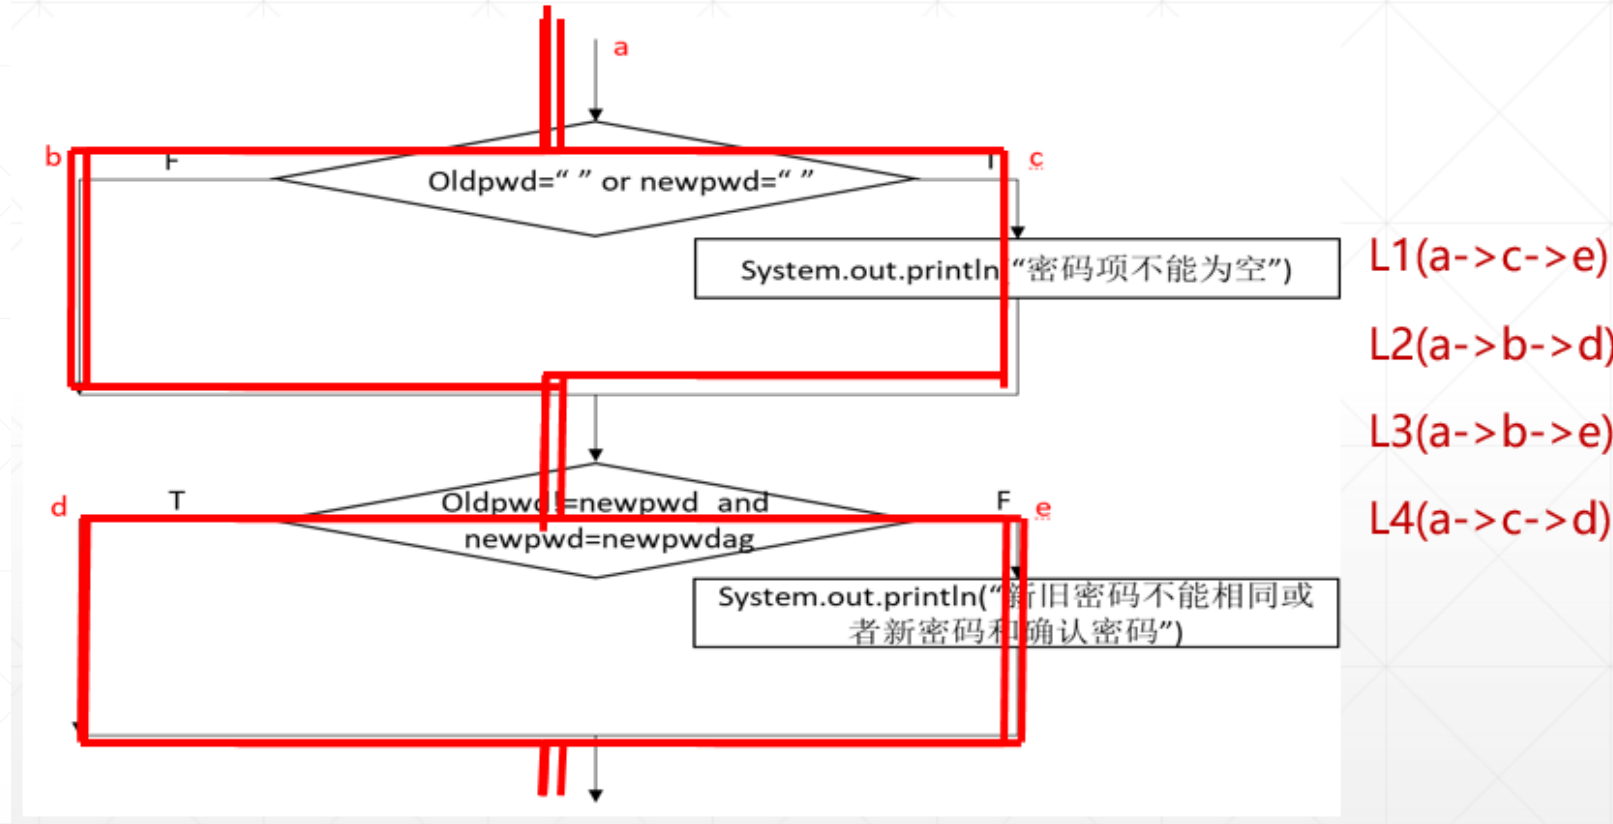 a
b
F
T
c
Oldpwd=“ ” or newpwd=“ ”
System.out.println(“密码项不能为空”)
L1(a->c->e)
L2(a->b->d)
L3(a->b->e)
L4(a->c->d)
d
T
F
e
Oldpwd!=newpwd and
newpwd=newpwdag
System.out.println(“新旧密码不能相同或
者新密码和确认密码”)